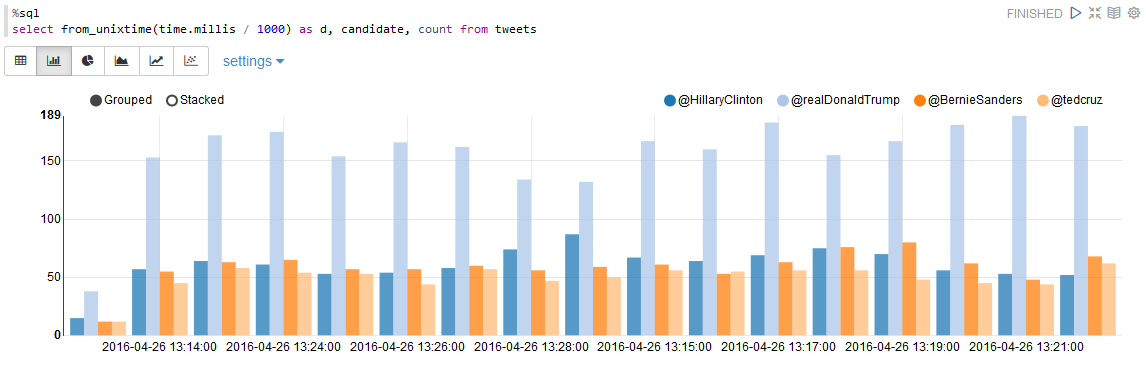 %sql
FINISHED
select from_unixtime(time.millis / 1000) as d, candidate, count from tweets
settings
Grouped Stacked @HillaryClinton @realDonaldTrump @BernieSanders @tedcruz
189
150
100
50
0
2016-04-26 13:14:00 2016-04-26 13:24:00 2016-04-26 13:26:00 2016-04-26 13:28:00 2016-04-26 13:15:00 2016-04-26 13:17:00 2016-04-26 13:19:00 2016-04-26 13:21:00